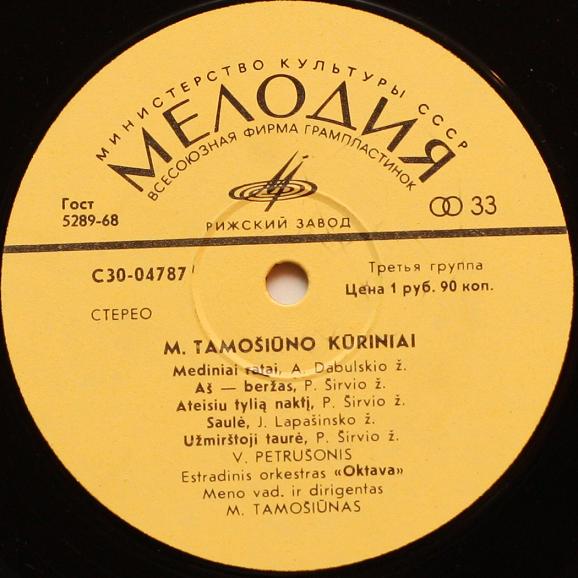 МИНИСТЕРСТВО КУЛЬТУРЫ СССР
МЕЛОДИЯ
ВСЕСОЮЗНАЯ ФИРМА ГРАМПЛАСТИНОК
Гост
5289-68
33
РИЖСКИЙ ЗАВОД
С30-04787
Третья группа
Цена 1 руб. 90 коп.
СТЕРЕО
M. TAMOŠIŪNO KŪRINIAI
Mediniai ratai, A. Dabulskio ž.
Aš — beržas, P. Širvio ž.
Ateisiu tylią naktį, P. Širvio ž.
Saulė, J. Lapašinsko ž.
Užmirštoji taurė, P. Širvio ž.
V. PETRUŠONIS
Estradinis orkestras «Oktava»
Meno vad. ir dirigentas
M. TAMOŠIŪNAS